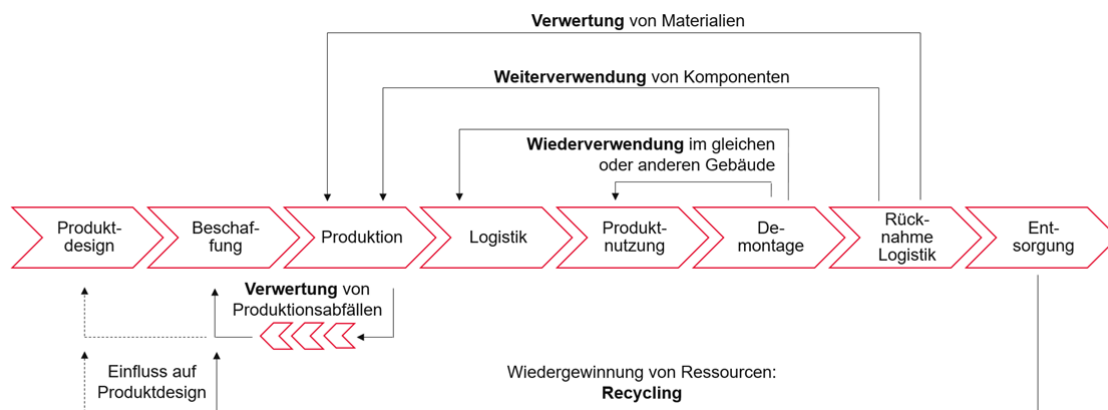 Verwertung von Materialien
Weiterverwendung von Komponenten
Wiederverwendung im gleichen
oder anderen Gebäude
Produkt-
design
Beschaf-
fung
Produktion
Logistik
Produkt-
nutzung
De-
montage
Rück-
nahme
Logistik
Ent-
sorgung
Verwertung von
Produktionsabfällen
Einfluss auf
Produktdesign
Wiedergewinnung von Ressourcen:
Recycling